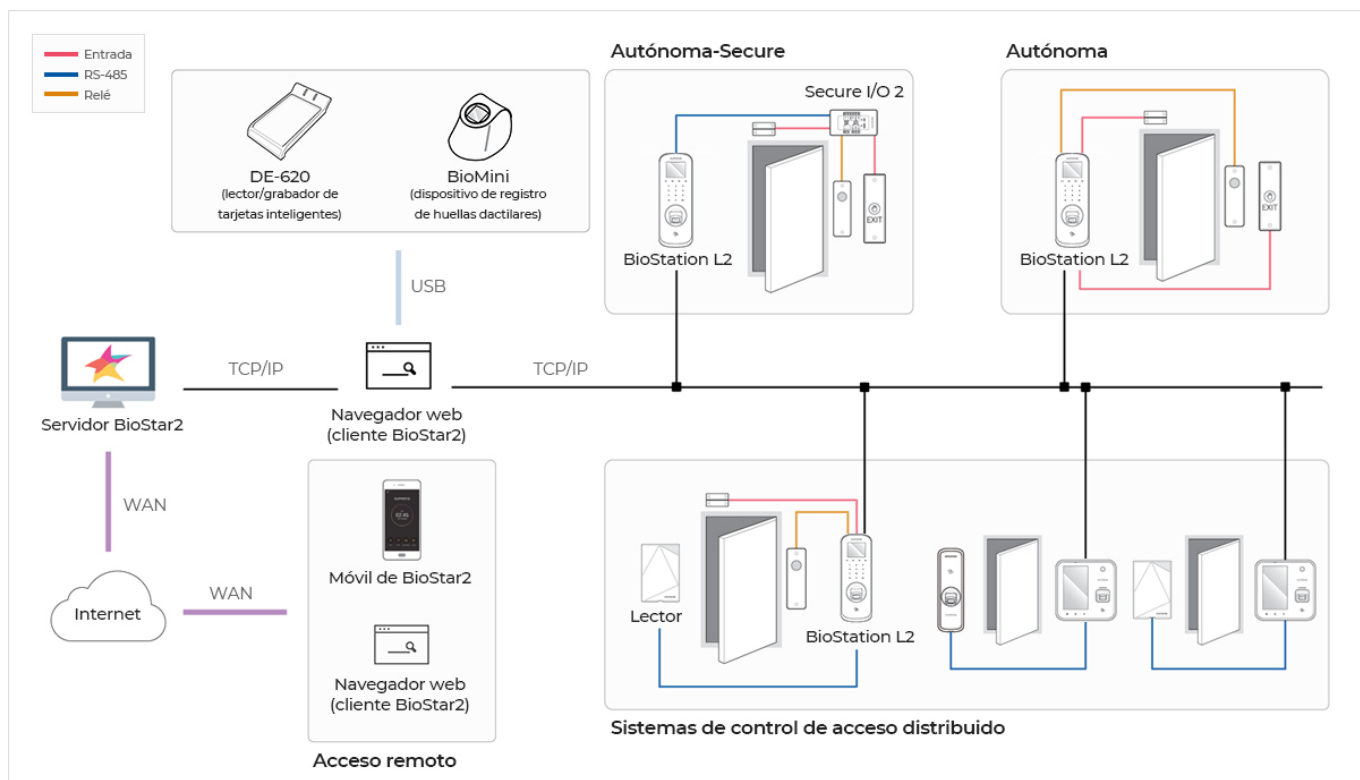 Entrada
RS-485
Relé
DE-620
(lector/grabador de
tarjetas inteligentes)
BioMini
(dispositivo de registro
de huellas dactilares)
USB
Autónoma-Secure
Secure I/O 2
EXIT
BioStation L2
Autónoma
EXIT
BioStation L2
TCP/IP
TCP/IP
Servidor BioStar2
Navegador web
(cliente BioStar2)
WAN
Internet
WAN
Móvil de BioStar2
Navegador web
(cliente BioStar2)
Acceso remoto
Lector
BioStation L2
Sistemas de control de acceso distribuido